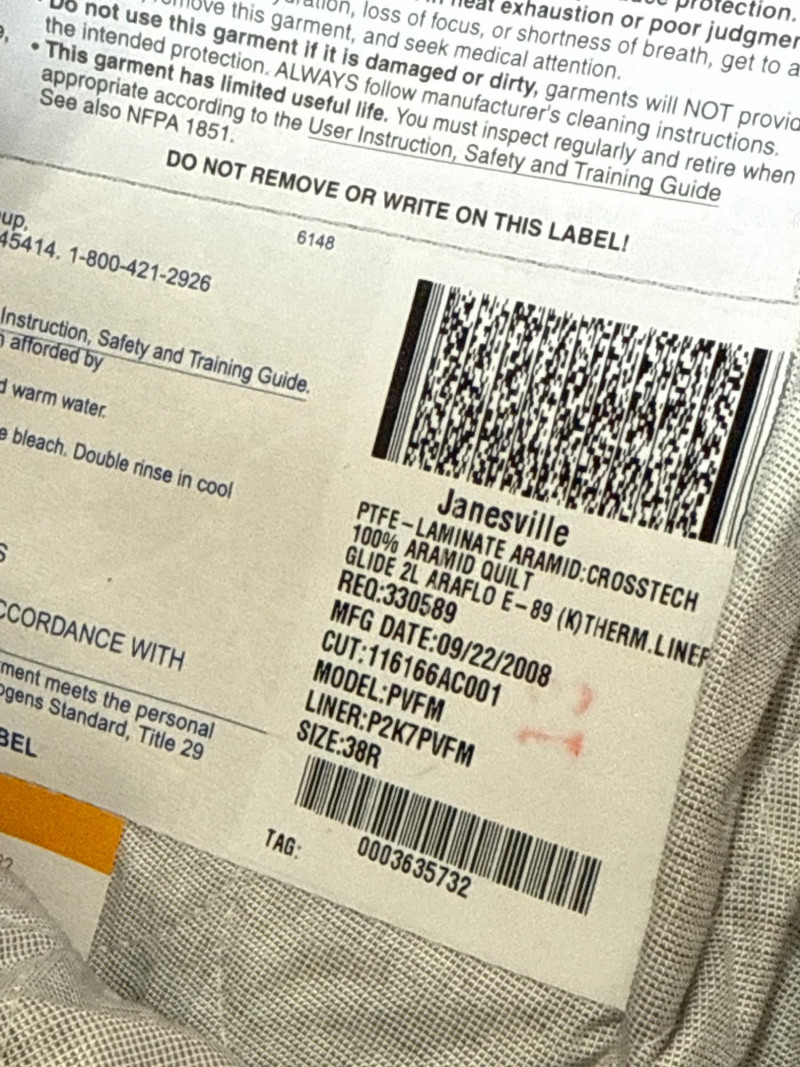 heat exhaustion or poor judgmen
loss of focus, or shortness of breath, get to a
remove this garment, and seek medical attention.
Do not use this garment if it is damaged or dirty, garments will NOT provid
the intended protection. ALWAYS follow manufacturer's cleaning instructions.
• This garment has limited useful life. You must inspect regularly and retire when
appropriate according to the User Instruction, Safety and Training Guide
See also NFPA 1851.
DO NOT REMOVE OR WRITE ON THIS LABEL!
up,
45414. 1-800-421-2926
6148
Instruction, Safety and Training Guide.
afforded by
d warm water.
e bleach. Double rinse in cool
S
CCORDANCE WITH
ment meets the personal
ogens Standard, Title 29
BEL
Janesville
PTFE-LAMINATE ARAMID:CROSSTECH
100% ARAMID QUILT
GLIDE 2L ARAFLO E-89 (K)THERM.LINER
REQ:330589
MFG DATE:09/22/2008
CUT:116166AC001
MODEL:PVFM
LINER:P2K7PVFM
SIZE:38R
TAG: 0003635732